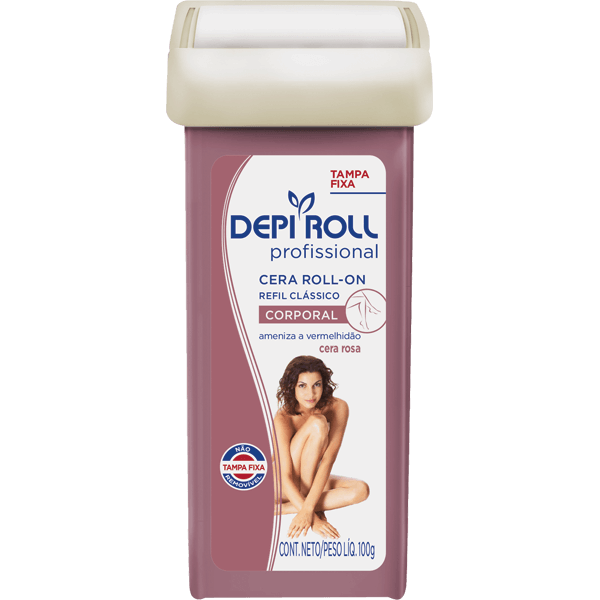 TAMPA
FIXA
DEPI ROLL
profissional
CERA ROLL-ON
REFIL CLÁSSICO
CORPORAL
ameniza a vermelhidão
cera rosa
NÃO
TAMPA FIXA
REMOVÍVEL
CONT. NETO/PESO LÍQ. 100g